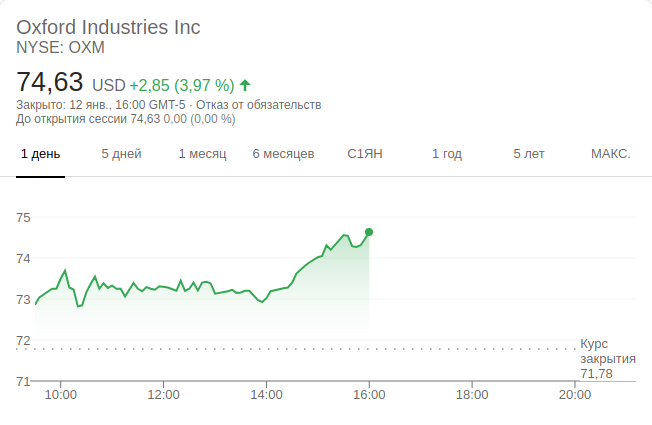 Oxford Industries Inc
NYSE: OXM
74,63 USD +2,85 (3,97 %)
Закрыто: 12 янв., 16:00 GMT-5 · Отказ от обязательств
До открытия сессии 74,63 0,00 (0,00 %)
1 день 5 дней 1 месяц 6 месяцев С1ЯН 1 год 5 лет МАКС.
75
74
73
72
Курс
закрытия
71,78
71
10:00 12:00 14:00 16:00 18:00 20:00